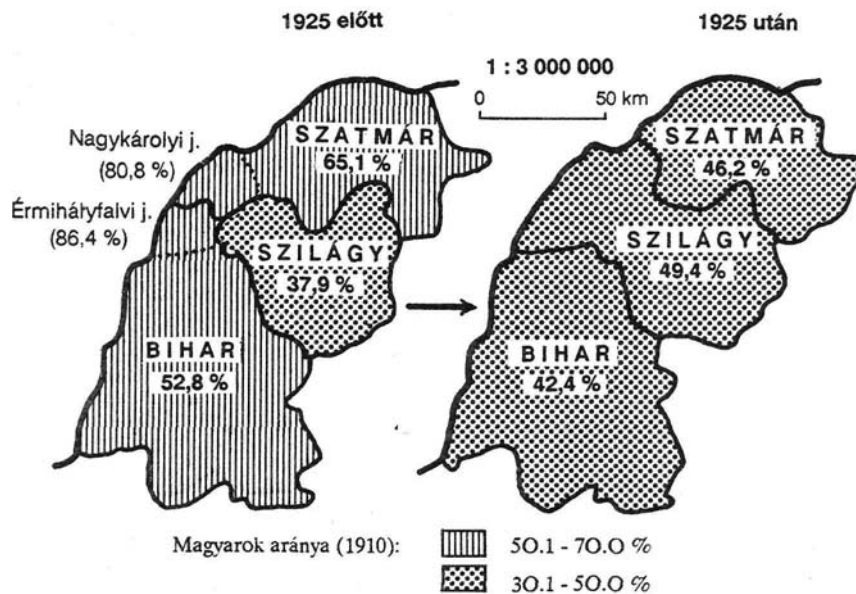 1925 előtt
1925 után
1 : 3 000 000
0 50 km
Nagykárolyi j.
(80,8 %)
Érmihályfalvi j.
(86,4 %)
SZATMÁR
65,1 %
SZILÁGY
37,9 %
BIHAR
52,8 %
SZATMÁR
46,2 %
SZILÁGY
49,4 %
BIHAR
42,4 %
Magyarok aránya (1910):
50.1 - 70.0 %
30.1 - 50.0 %